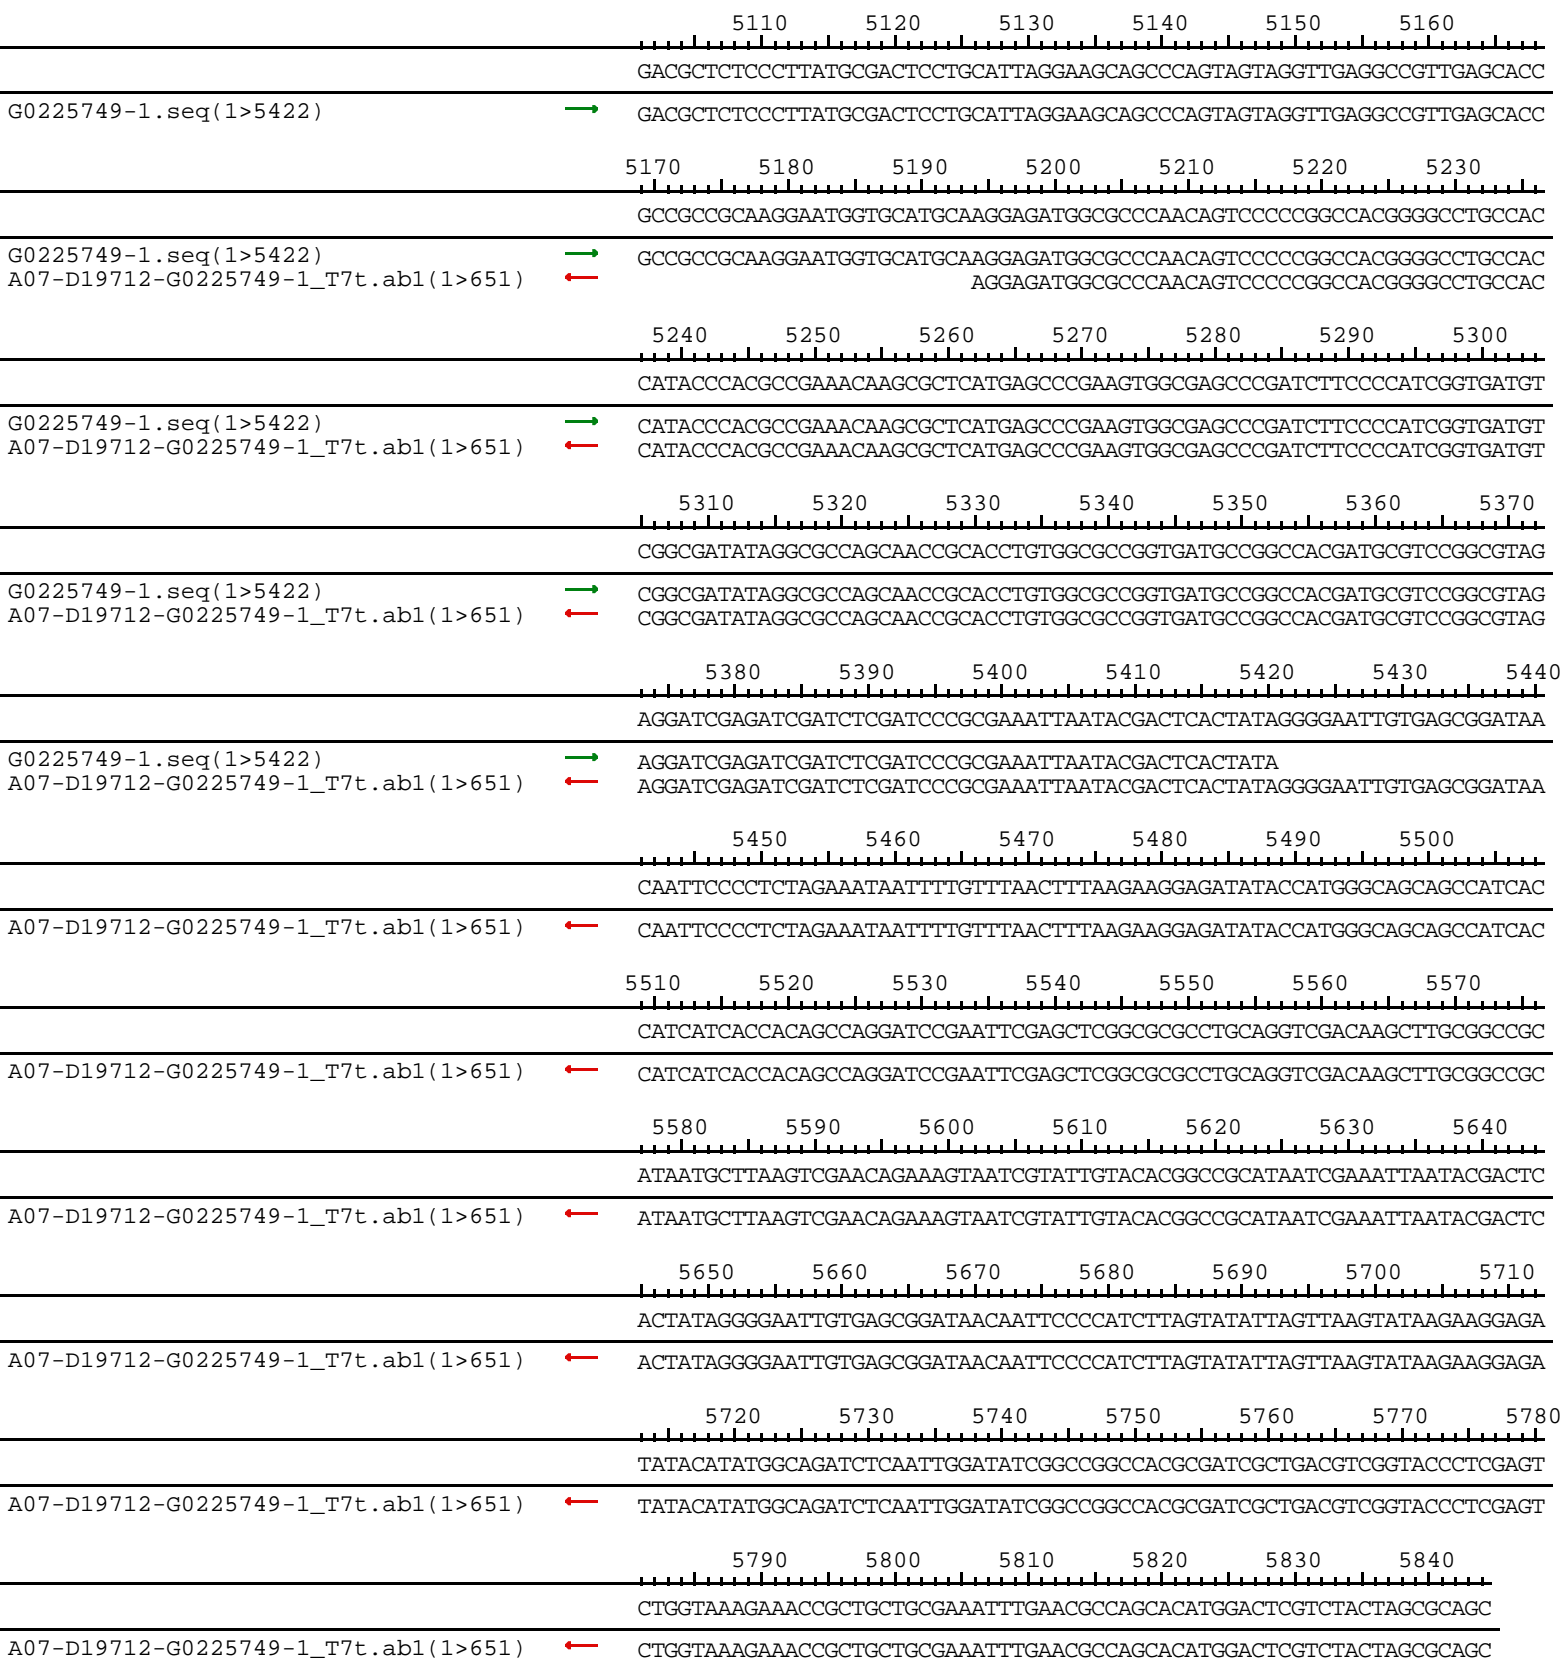 5110 5120 5130 5140 5150 5160
GACGCTCTCCCTTATGCGACTCCTGCATTAGGAAGCAGCCCAGTAGTAGGTTGAGGCCGTTGAGCACC
G0225749-1.seq(1>5422) GACGCTCTCCCTTATGCGACTCCTGCATTAGGAAGCAGCCCAGTAGTAGGTTGAGGCCGTTGAGCACC
5170 5180 5190 5200 5210 5220 5230
GCCGCCGCAAGGAATGGTGCATGCAAGGAGATGGCGCCCAACAGTCCCCCGGCCACGGGGCCTGCCAC
G0225749-1.seq(1>5422) GCCGCCGCAAGGAATGGTGCATGCAAGGAGATGGCGCCCAACAGTCCCCCGGCCACGGGGCCTGCCAC
A07-D19712-G0225749-1_T7t.ab1(1>651) AGGAGATGGCGCCCAACAGTCCCCCGGCCACGGGGCCTGCCAC
5240 5250 5260 5270 5280 5290 5300
CATACCCACGCCGAAACAAGCGCTCATGAGCCCGAAGTGGCGAGCCCGATCTTCCCCATCGGTGATGT
G0225749-1.seq(1>5422) CATACCCACGCCGAAACAAGCGCTCATGAGCCCGAAGTGGCGAGCCCGATCTTCCCCATCGGTGATGT
A07-D19712-G0225749-1_T7t.ab1(1>651) CATACCCACGCCGAAACAAGCGCTCATGAGCCCGAAGTGGCGAGCCCGATCTTCCCCATCGGTGATGT
5310 5320 5330 5340 5350 5360 5370
CGGCGATATAGGCGCCAGCAACCGCACCTGTGGCGCCGGTGATGCCGGCCACGATGCGTCCGGCGTAG
G0225749-1.seq(1>5422) CGGCGATATAGGCGCCAGCAACCGCACCTGTGGCGCCGGTGATGCCGGCCACGATGCGTCCGGCGTAG
A07-D19712-G0225749-1_T7t.ab1(1>651) CGGCGATATAGGCGCCAGCAACCGCACCTGTGGCGCCGGTGATGCCGGCCACGATGCGTCCGGCGTAG
5380 5390 5400 5410 5420 5430 5440
AGGATCGAGATCGATCTCGATCCCGCGAAATTAATACGACTCACTATAGGGGAATTGTGAGCGGATAA
G0225749-1.seq(1>5422) AGGATCGAGATCGATCTCGATCCCGCGAAATTAATACGACTCACTATA
A07-D19712-G0225749-1_T7t.ab1(1>651) AGGATCGAGATCGATCTCGATCCCGCGAAATTAATACGACTCACTATAGGGGAATTGTGAGCGGATAA
5450 5460 5470 5480 5490 5500
CAATTCCCCTCTAGAAATAATTTTGTTTAACTTTAAGAAGGAGATATACCATGGGCAGCAGCCATCAC
A07-D19712-G0225749-1_T7t.ab1(1>651) CAATTCCCCTCTAGAAATAATTTTGTTTAACTTTAAGAAGGAGATATACCATGGGCAGCAGCCATCAC
5510 5520 5530 5540 5550 5560 5570
CATCATCACCACAGCCAGGATCCGAATTCGAGCTCGGCGCGCCTGCAGGTCGACAAGCTTGCGGCCGC
A07-D19712-G0225749-1_T7t.ab1(1>651) CATCATCACCACAGCCAGGATCCGAATTCGAGCTCGGCGCGCCTGCAGGTCGACAAGCTTGCGGCCGC
5580 5590 5600 5610 5620 5630 5640
ATAATGCTTAAGTCGAACAGAAAGTAATCGTATTGTACACGGCCGCATAATCGAAATTAATACGACTC
A07-D19712-G0225749-1_T7t.ab1(1>651) ATAATGCTTAAGTCGAACAGAAAGTAATCGTATTGTACACGGCCGCATAATCGAAATTAATACGACTC
5650 5660 5670 5680 5690 5700 5710
ACTATAGGGGAATTGTGAGCGGATAACAATTCCCCATCTTAGTATATTAGTTAAGTATAAGAAGGAGA
A07-D19712-G0225749-1_T7t.ab1(1>651) ACTATAGGGGAATTGTGAGCGGATAACAATTCCCCATCTTAGTATATTAGTTAAGTATAAGAAGGAGA
5720 5730 5740 5750 5760 5770 5780
TATACATATGGCAGATCTCAATTGGATATCGGCCGGCCACGCGATCGCTGACGTCGGTACCCTCGAGT
A07-D19712-G0225749-1_T7t.ab1(1>651) TATACATATGGCAGATCTCAATTGGATATCGGCCGGCCACGCGATCGCTGACGTCGGTACCCTCGAGT
5790 5800 5810 5820 5830 5840
CTGGTAAAGAAACCGCTGCTGCGAAATTTGAACGCCAGCACATGGACTCGTCTACTAGCGCAGC
A07-D19712-G0225749-1_T7t.ab1(1>651) CTGGTAAAGAAACCGCTGCTGCGAAATTTGAACGCCAGCACATGGACTCGTCTACTAGCGCAGC